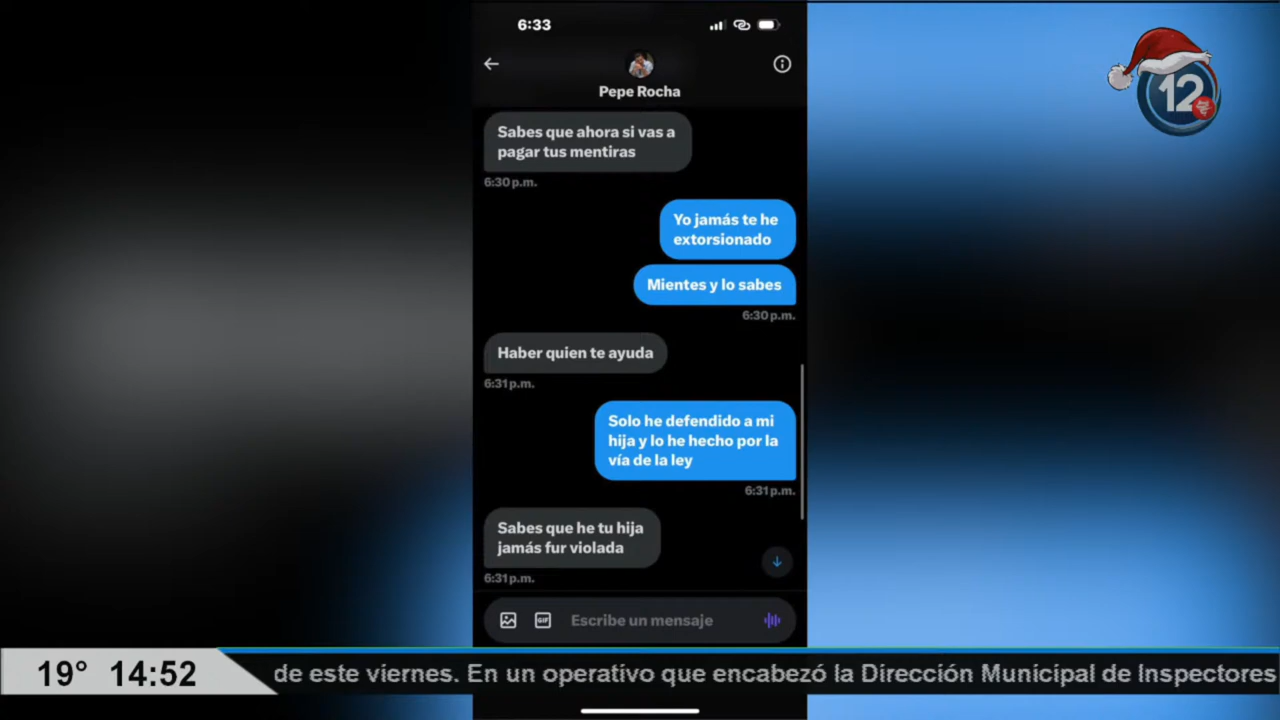 6:33
12
Pepe Rocha
Sabes que ahora si vas a
pagar tus mentiras
6:30 p.m.
Yo jamás te he
extorsionado
Mientes y lo sabes
6:30 p.m.
Haber quien te ayuda
6:31 p.m.
Solo he defendido a mi
hija y lo he hecho por la
vía de la ley
6:31 p.m.
Sabes que he tu hija
jamás fur violada
6:31 p.m.
GIF
Escribe un mensaje
19° 14:52
de este viernes. En un operativo que encabezó la Dirección Municipal de Inspectores